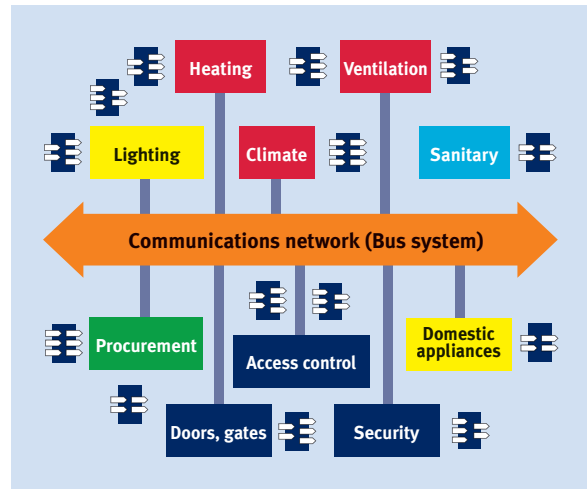 Heating
Ventilation
Lighting
Climate
Sanitary
Communications network (Bus system)
Procurement
Access control
Domestic
appliances
Doors, gates
Security